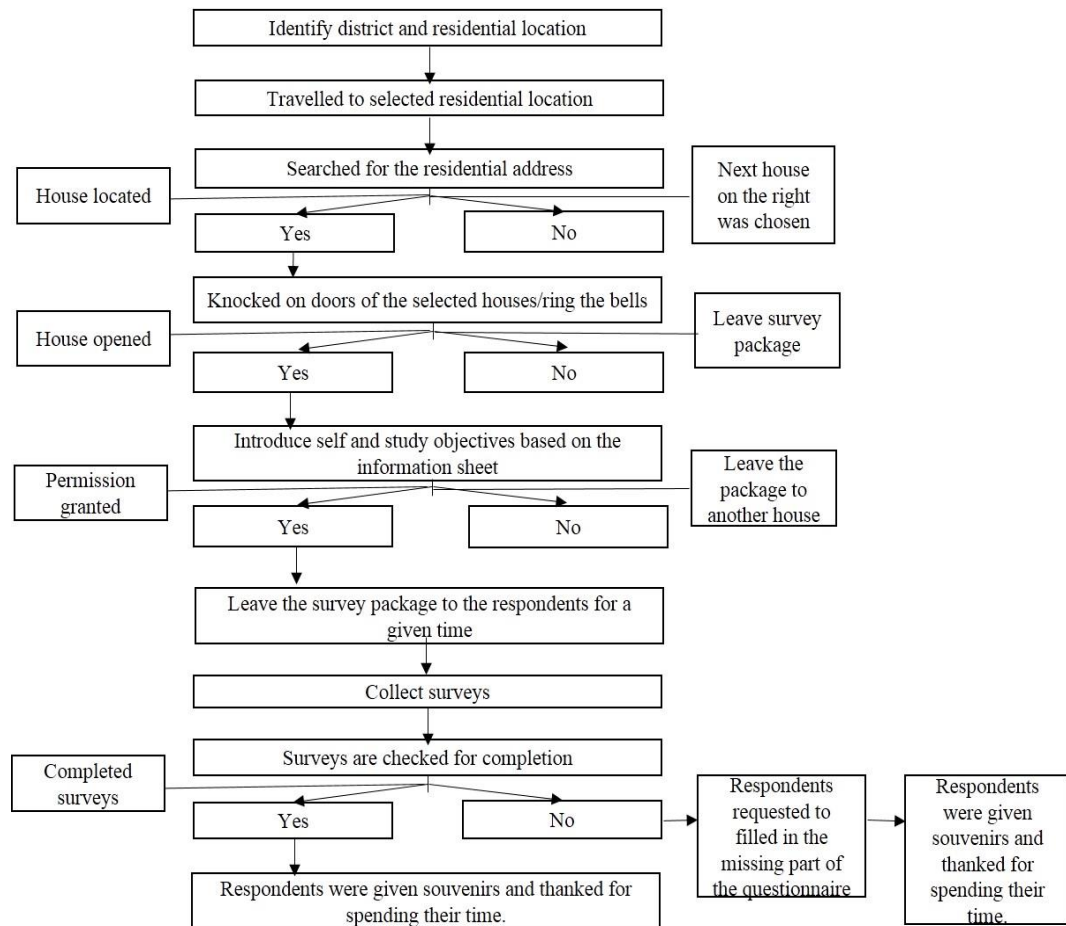 Identify district and residential location
Travelled to selected residential location
Searched for the residential address
House located
Next house
on the right
was chosen
Yes
No
Knocked on doors of the selected houses/ring the bells
House opened
Leave survey
package
Yes
No
Introduce self and study objectives based on the
information sheet
Permission
granted
Leave the
package to
another house
Yes
No
Leave the survey package to the respondents for a
given time
Collect surveys
Surveys are checked for completion
Completed
surveys
Yes
No
Respondents
requested to
filled in the
missing part of
the questionnaire
Respondents
were given
souvenirs and
thanked for
spending their
time.
Respondents were given souvenirs and thanked for
spending their time.